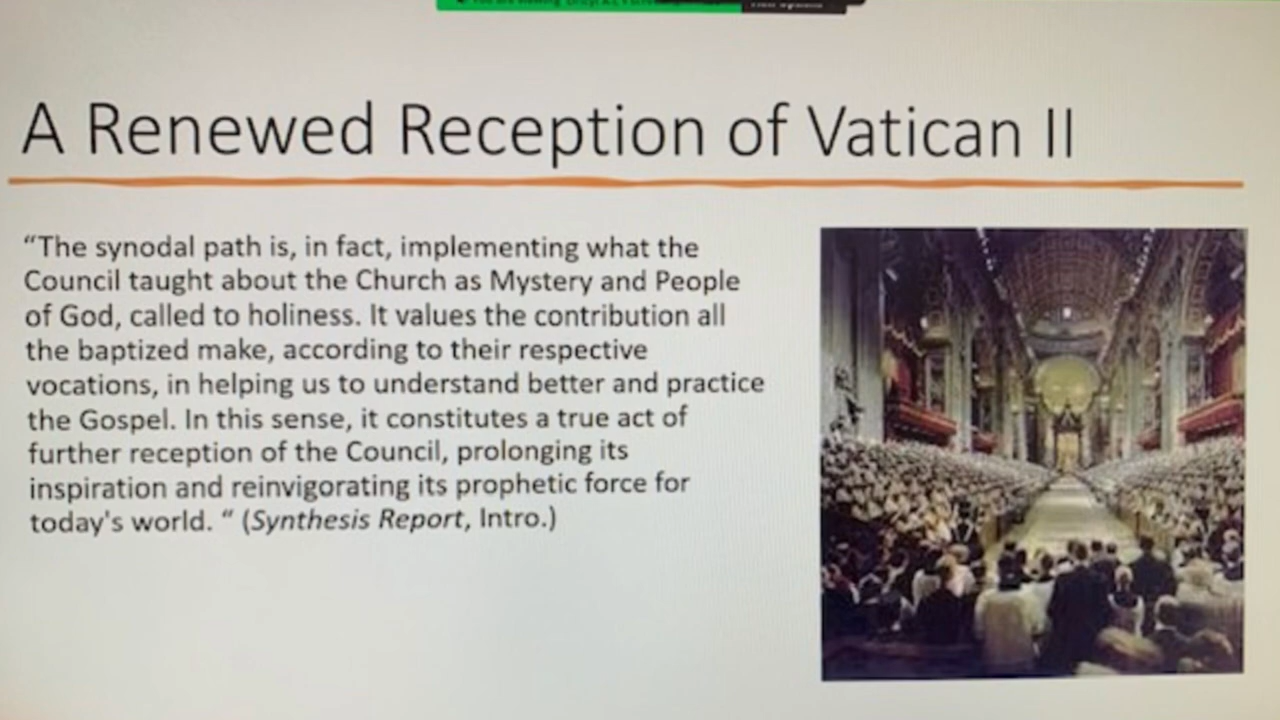 A Renewed Reception of Vatican II
“The synodal path is, in fact, implementing what the
Council taught about the Church as Mystery and People
of God, called to holiness. It values the contribution all
the baptized make, according to their respective
vocations, in helping us to understand better and practice
the Gospel. In this sense, it constitutes a true act of
further reception of the Council, prolonging its
inspiration and reinvigorating its prophetic force for
today's world. “ (Synthesis Report, Intro.)